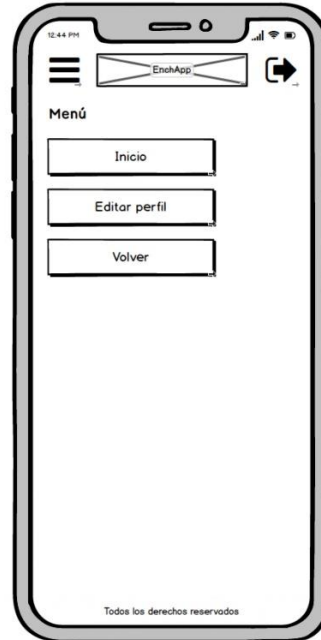 12:44 PM
EnchApp
Menú
Inicio
Editar perfil
Volver
Todos los derechos reservados